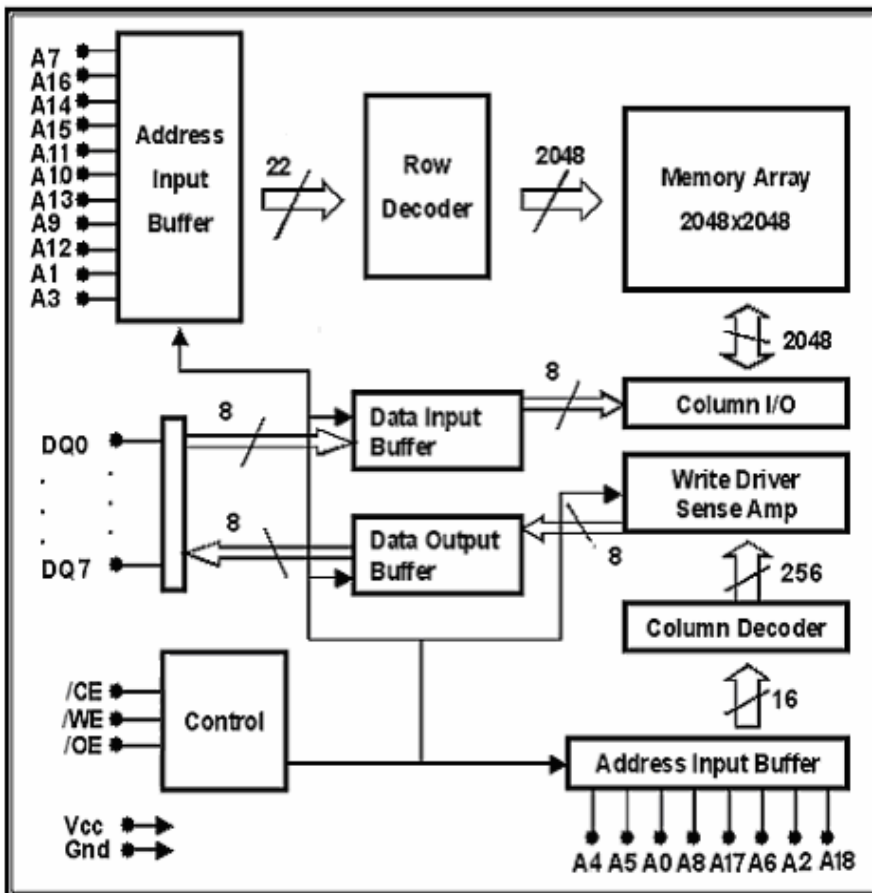 A7
A16
A14
A15
A11
A10
A13
A9
A12
A1
A3
Address
Input
Buffer
22
Row
Decoder
2048
Memory Array
2048x2048
2048
8
Data Input
Buffer
8
Column I/O
DQ0
.
.
.
.
DQ7
8
Data Output
Buffer
8
Write Driver
Sense Amp
256
Column Decoder
16
/CE
/WE
/OE
Control
Address Input Buffer
Vcc
Gnd
A4 A5 A0 A8 A17 A6 A2 A18